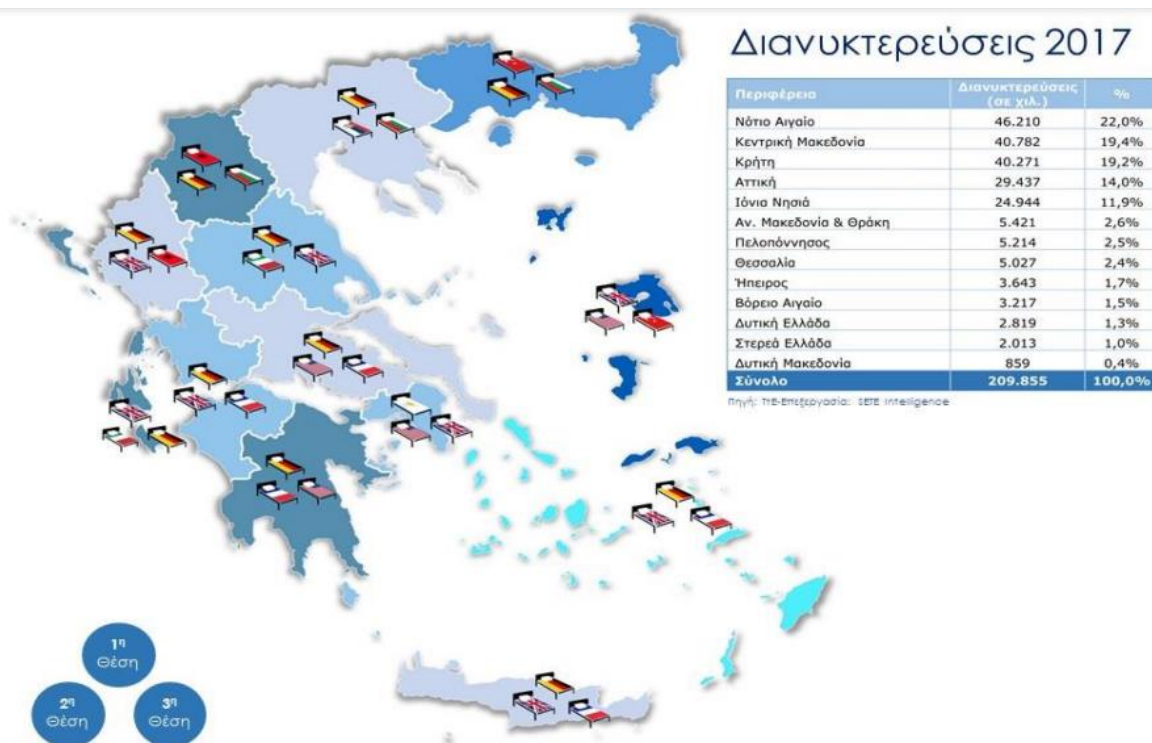 Διανυκτερεύσεις 2017
Περιφέρεια Διανυκτερεύσεις (σε χιλ.) %
Νότιο Αιγαίο 46.210 22,0%
Κεντρική Μακεδονία 40.782 19,4%
Κρήτη 40.271 19,2%
Αττική 29.437 14,0%
Ιόνια Νησιά 24.944 11,9%
Αν. Μακεδονία & Θράκη 5.421 2,6%
Πελοπόννησος 5.214 2,5%
Θεσσαλία 5.027 2,4%
Ήπειρος 3.643 1,7%
Βόρειο Αιγαίο 3.217 1,5%
Δυτική Ελλάδα 2.819 1,3%
Στερεά Ελλάδα 2.013 1,0%
Δυτική Μακεδονία 859 0,4%
Σύνολο 209.855 100,0%
Πηγή: ΤτΕ-Επεξεργασία: SETE Intelligence
1η
Θέση
2η
Θέση
3η
Θέση